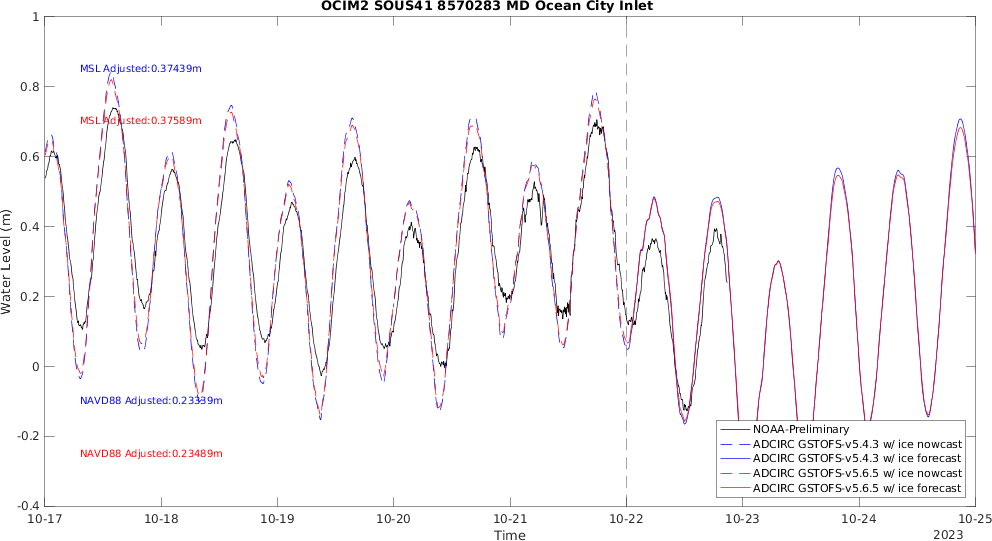 OCIM2 SOUS41 8570283 MD Ocean City Inlet
Water Level (m)
1
0.8
0.6
0.4
0.2
0
-0.2
-0.4
MSL Adjusted:0.37439m
MSL Adjusted:0.37589m
NAVD88 Adjusted:0.23339m
NAVD88 Adjusted:0.23489m
NOAA-Preliminary
ADCIRC GSTOFS-v5.4.3 w/ ice nowcast
ADCIRC GSTOFS-v5.4.3 w/ ice forecast
ADCIRC GSTOFS-v5.6.5 w/ ice nowcast
ADCIRC GSTOFS-v5.6.5 w/ ice forecast
10-17 10-18 10-19 10-20 10-21 10-22 10-23 10-24 10-25
Time
2023